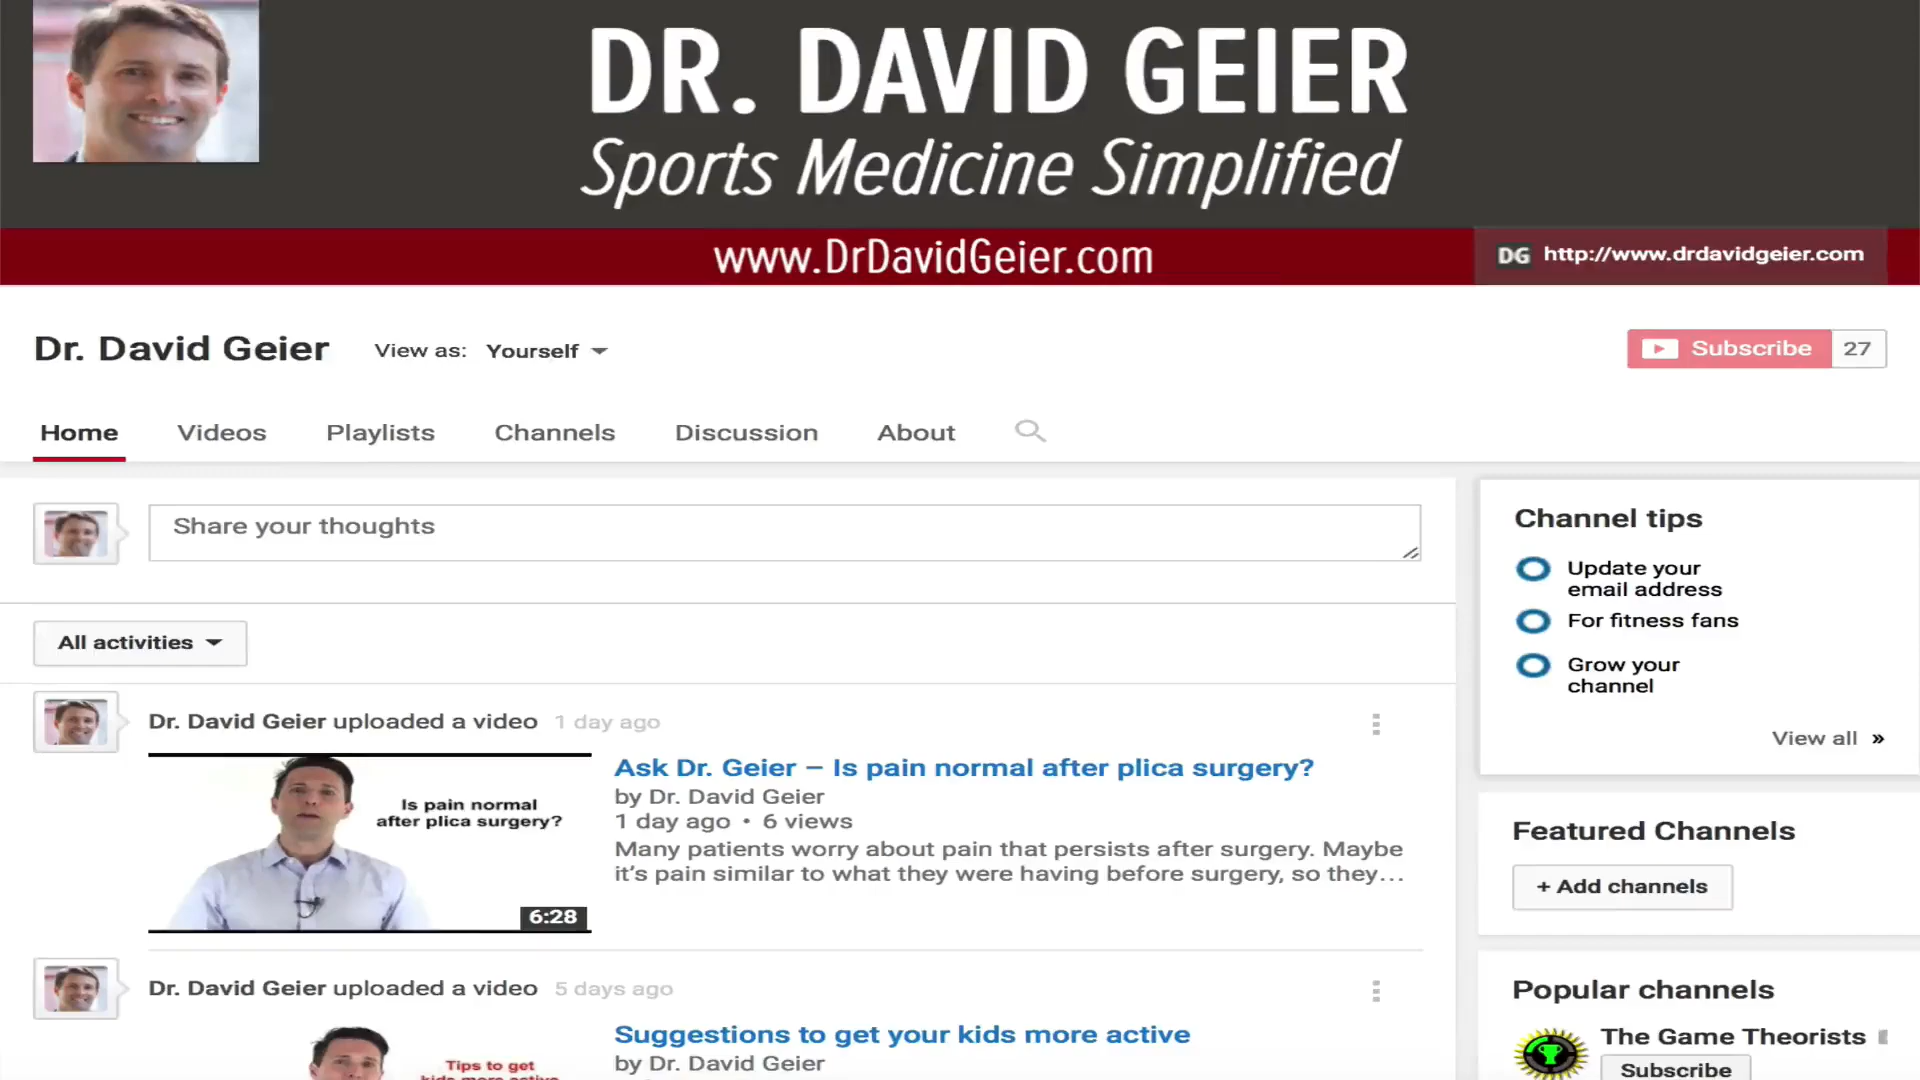 DR. DAVID GEIER
Sports Medicine Simplified
www.DrDavidGeier.com
DG http://www.drdavidgeier.com
Dr. David Geier View as: Yourself
Subscribe 27
Home Videos Playlists Channels Discussion About
Share your thoughts
All activities
Dr. David Geier uploaded a video 1 day ago
Is pain normal
after plica surgery?
6:28
Ask Dr. Geier – Is pain normal after plica surgery?
by Dr. David Geier
1 day ago • 6 views
Many patients worry about pain that persists after surgery. Maybe
it's pain similar to what they were having before surgery, so they...
Dr. David Geier uploaded a video 5 days ago
Tips to get
kids more active
Suggestions to get your kids more active
by Dr. David Geier
Channel tips
Update your
email address
For fitness fans
Grow your
channel
View all »
Featured Channels
+ Add channels
Popular channels
The Game Theorists
Subscribe